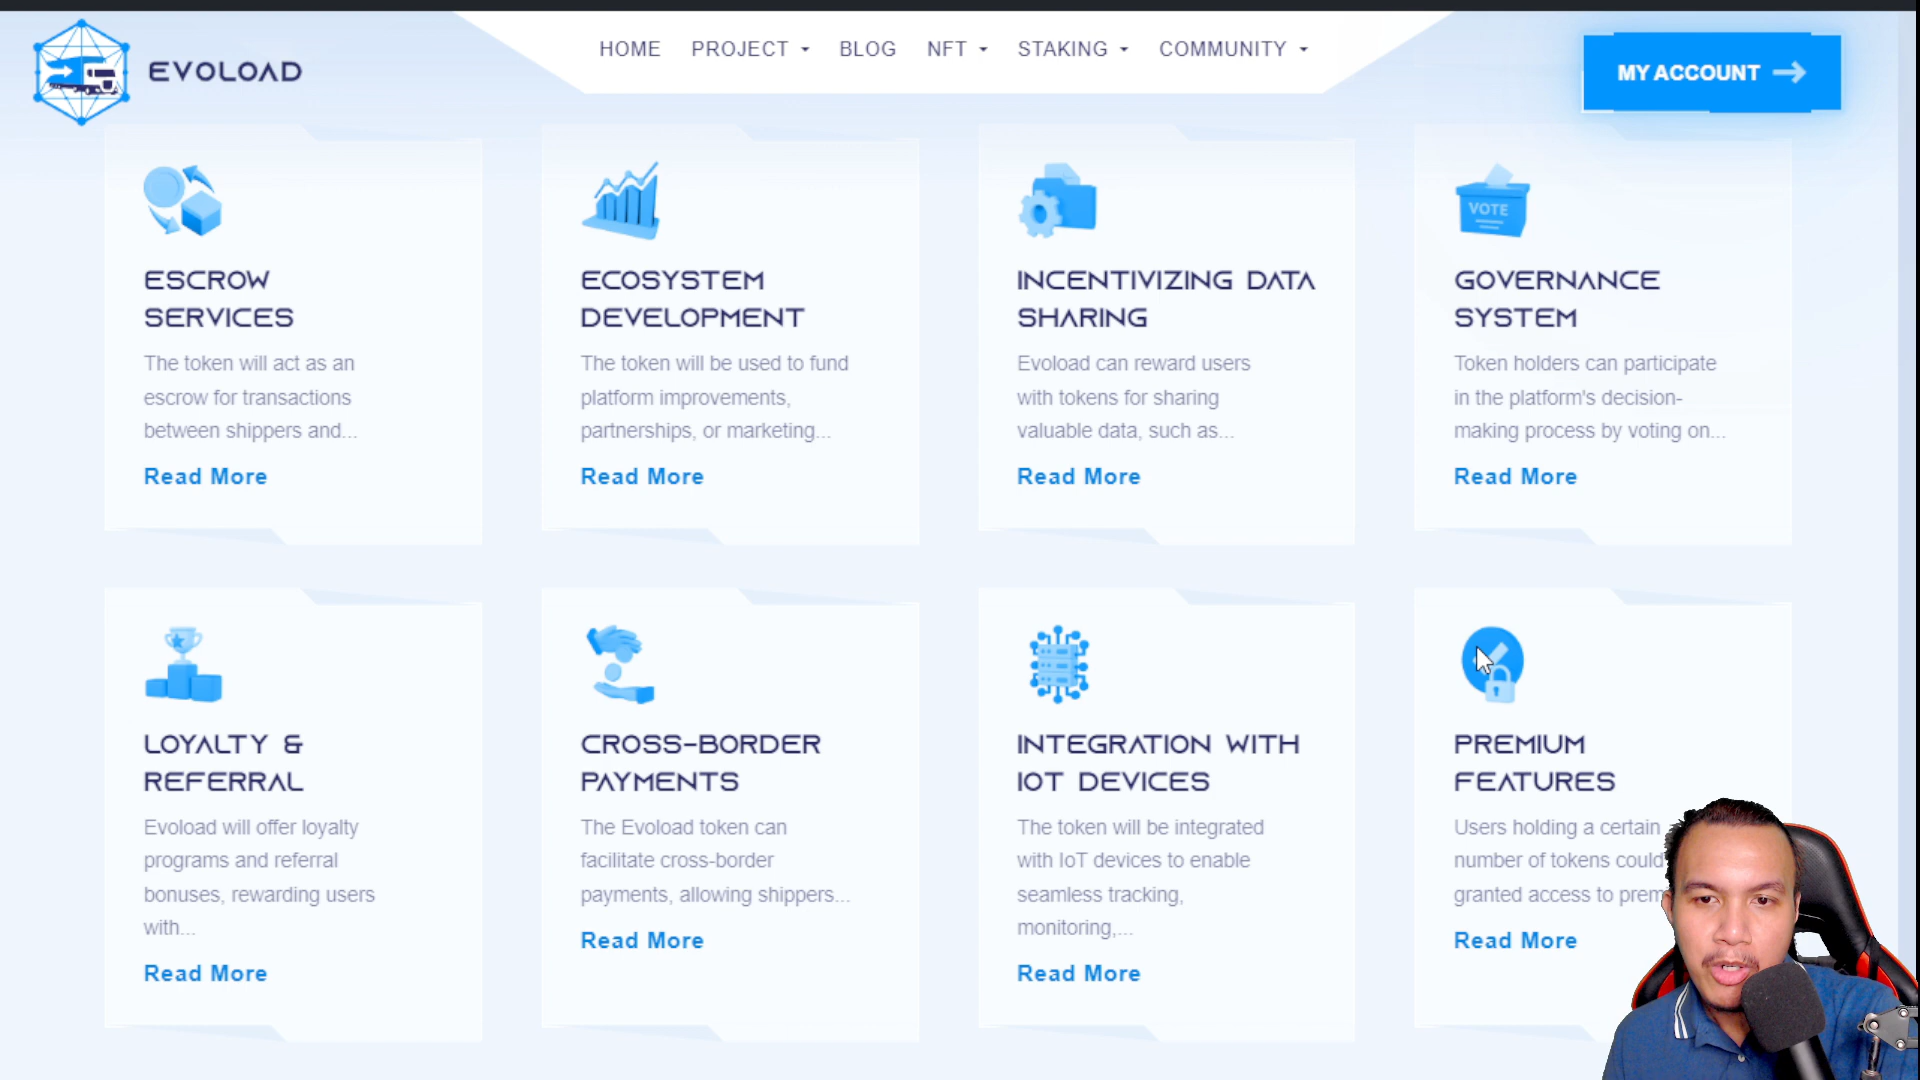 EVOLOAD
HOME PROJECT BLOG NFT STAKING COMMUNITY
MY ACCOUNT
ESCROW
SERVICES
The token will act as an
escrow for transactions
between shippers and...
Read More
ECOSYSTEM
DEVELOPMENT
The token will be used to fund
platform improvements,
partnerships, or marketing...
Read More
INCENTIVIZING DATA
SHARING
Evoload can reward users
with tokens for sharing
valuable data, such as...
Read More
VOTE
GOVERNANCE
SYSTEM
Token holders can participate
in the platform's decision-
making process by voting on...
Read More
LOYALTY &
REFERRAL
Evoload will offer loyalty
programs and referral
bonuses, rewarding users
with...
Read More
CROSS-BORDER
PAYMENTS
The Evoload token can
facilitate cross-border
payments, allowing shippers...
Read More
INTEGRATION WITH
IOT DEVICES
The token will be integrated
with IoT devices to enable
seamless tracking,
monitoring,...
Read More
PREMIUM
FEATURES
Users holding a certain
number of tokens could
granted access to prem
Read More